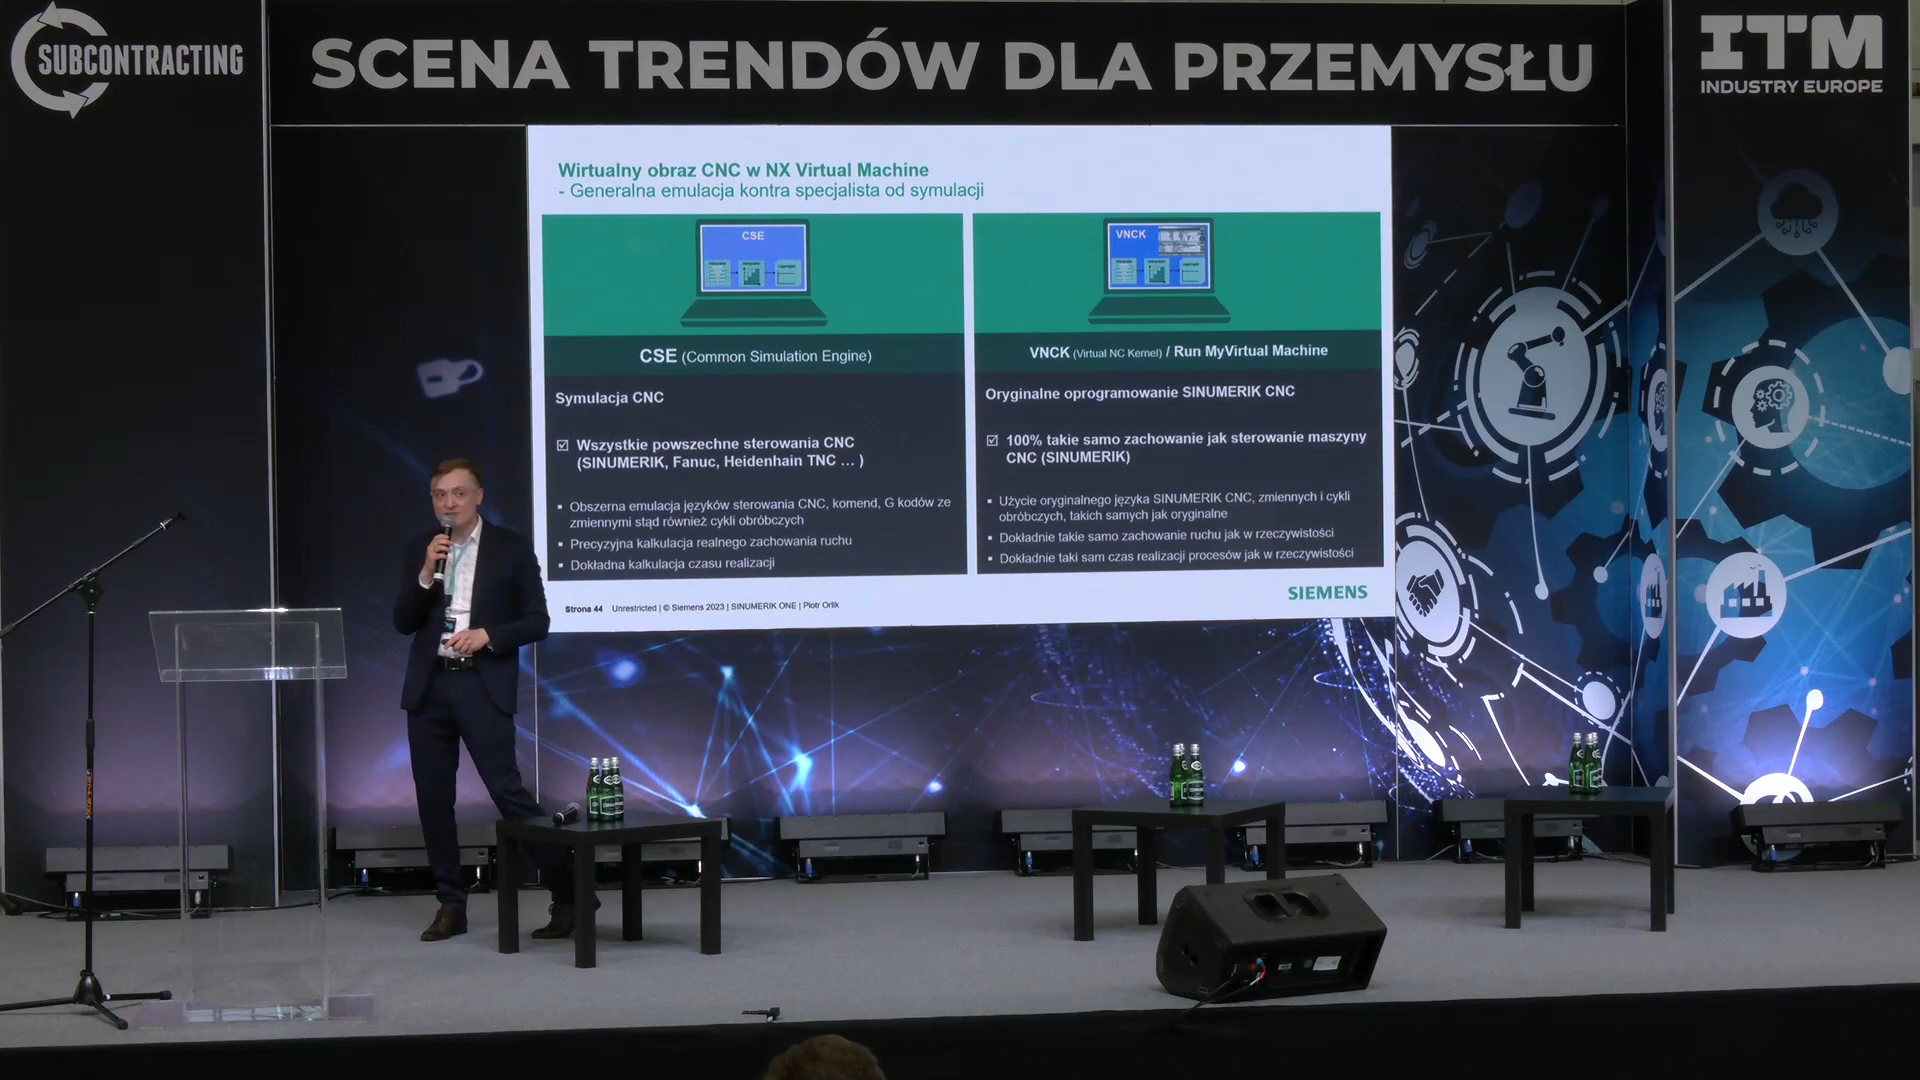 SUBCONTRACTING
SCENA TRENDÓW DLA PRZEMYSŁU
ITM
INDUSTRY EUROPE
Wirtualny obraz CNC w NX Virtual Machine
- Generalna emulacja kontra specjalista od symulacji
CSE
CSE (Common Simulation Engine)
Symulacja CNC
☑ Wszystkie powszechne sterowania CNC
(SINUMERIK, Fanuc, Heidenhain TNC ... )
▪ Obszerna emulacja języków sterowania CNC, komend, G kodów ze
zmiennymi stąd również cykli obróbczych
▪ Precyzyjna kalkulacja realnego zachowania ruchu
▪ Dokładna kalkulacja czasu realizacji
VNCK
VNCK (Virtual NC Kernel) / Run MyVirtual Machine
Oryginalne oprogramowanie SINUMERIK CNC
☑ 100% takie samo zachowanie jak sterowanie maszyny
CNC (SINUMERIK)
▪ Użycie oryginalnego języka SINUMERIK CNC, zmiennych i cykli
obróbczych, takich samych jak oryginalne
▪ Dokładnie takie samo zachowanie ruchu jak w rzeczywistości
▪ Dokładnie taki sam czas realizacji procesów jak w rzeczywistości
Strona 44 Unrestricted | © Siemens 2023 | SINUMERIK ONE | Piotr Orlik
SIEMENS